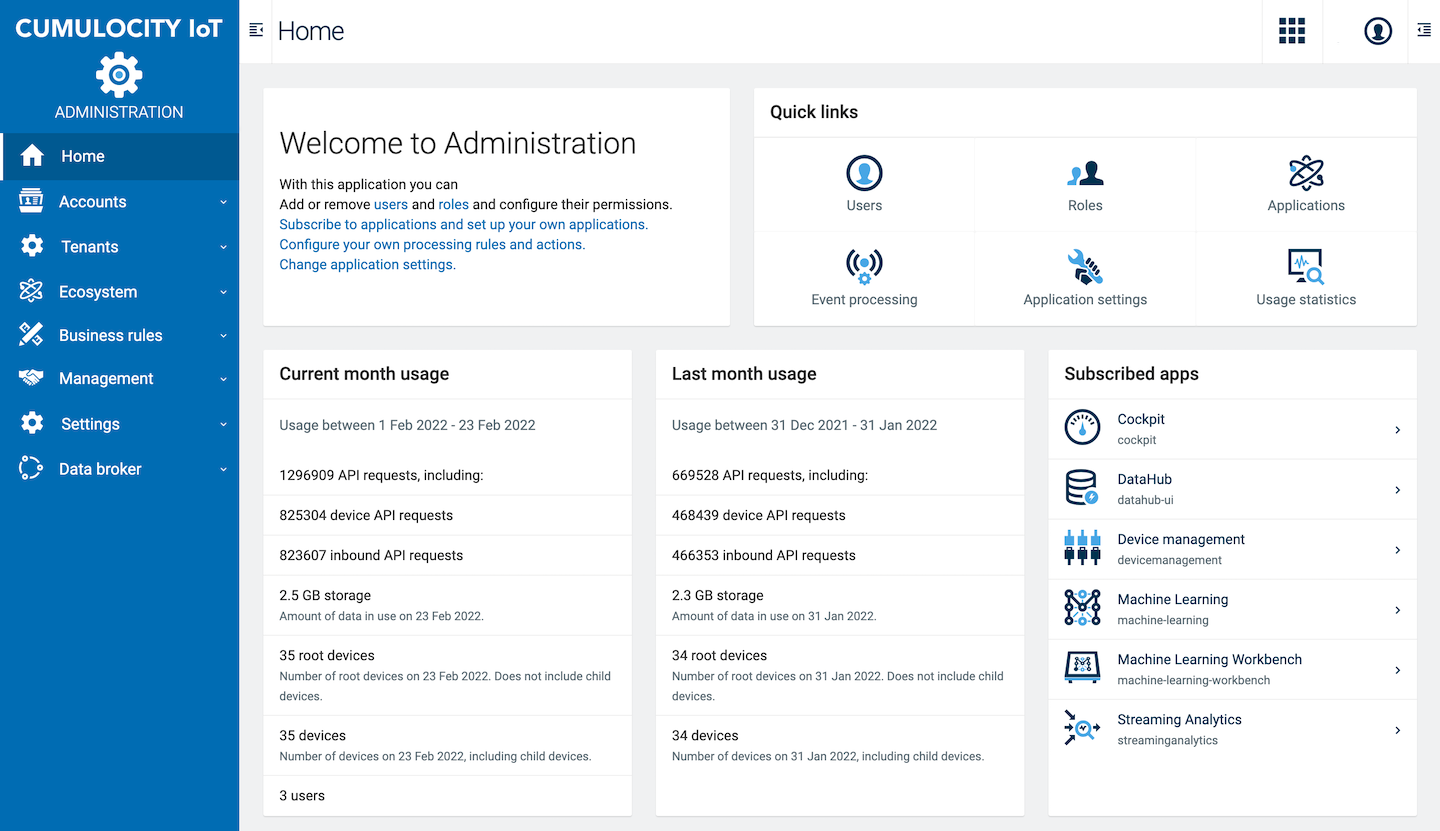 CUMULOCITY IoT
ADMINISTRATION
Home
Accounts
Tenants
Ecosystem
Business rules
Management
Settings
Data broker
Home
Welcome to Administration
With this application you can
Add or remove users and roles and configure their permissions.
Subscribe to applications and set up your own applications.
Configure your own processing rules and actions.
Change application settings.
Quick links
Users
Roles
Applications
Event processing
Application settings
Usage statistics
Current month usage
Usage between 1 Feb 2022 - 23 Feb 2022
1296909 API requests, including:
825304 device API requests
823607 inbound API requests
2.5 GB storage
Amount of data in use on 23 Feb 2022.
35 root devices
Number of root devices on 23 Feb 2022. Does not include child
devices.
35 devices
Number of devices on 23 Feb 2022, including child devices.
3 users
Last month usage
Usage between 31 Dec 2021 - 31 Jan 2022
669528 API requests, including:
468439 device API requests
466353 inbound API requests
2.3 GB storage
Amount of data in use on 31 Jan 2022.
34 root devices
Number of root devices on 31 Jan 2022. Does not include child
devices.
34 devices
Number of devices on 31 Jan 2022, including child devices.
Subscribed apps
Cockpit
cockpit
DataHub
datahub-ui
Device management
devicemanagement
Machine Learning
machine-learning
Machine Learning Workbench
machine-learning-workbench
Streaming Analytics
streaminganalytics